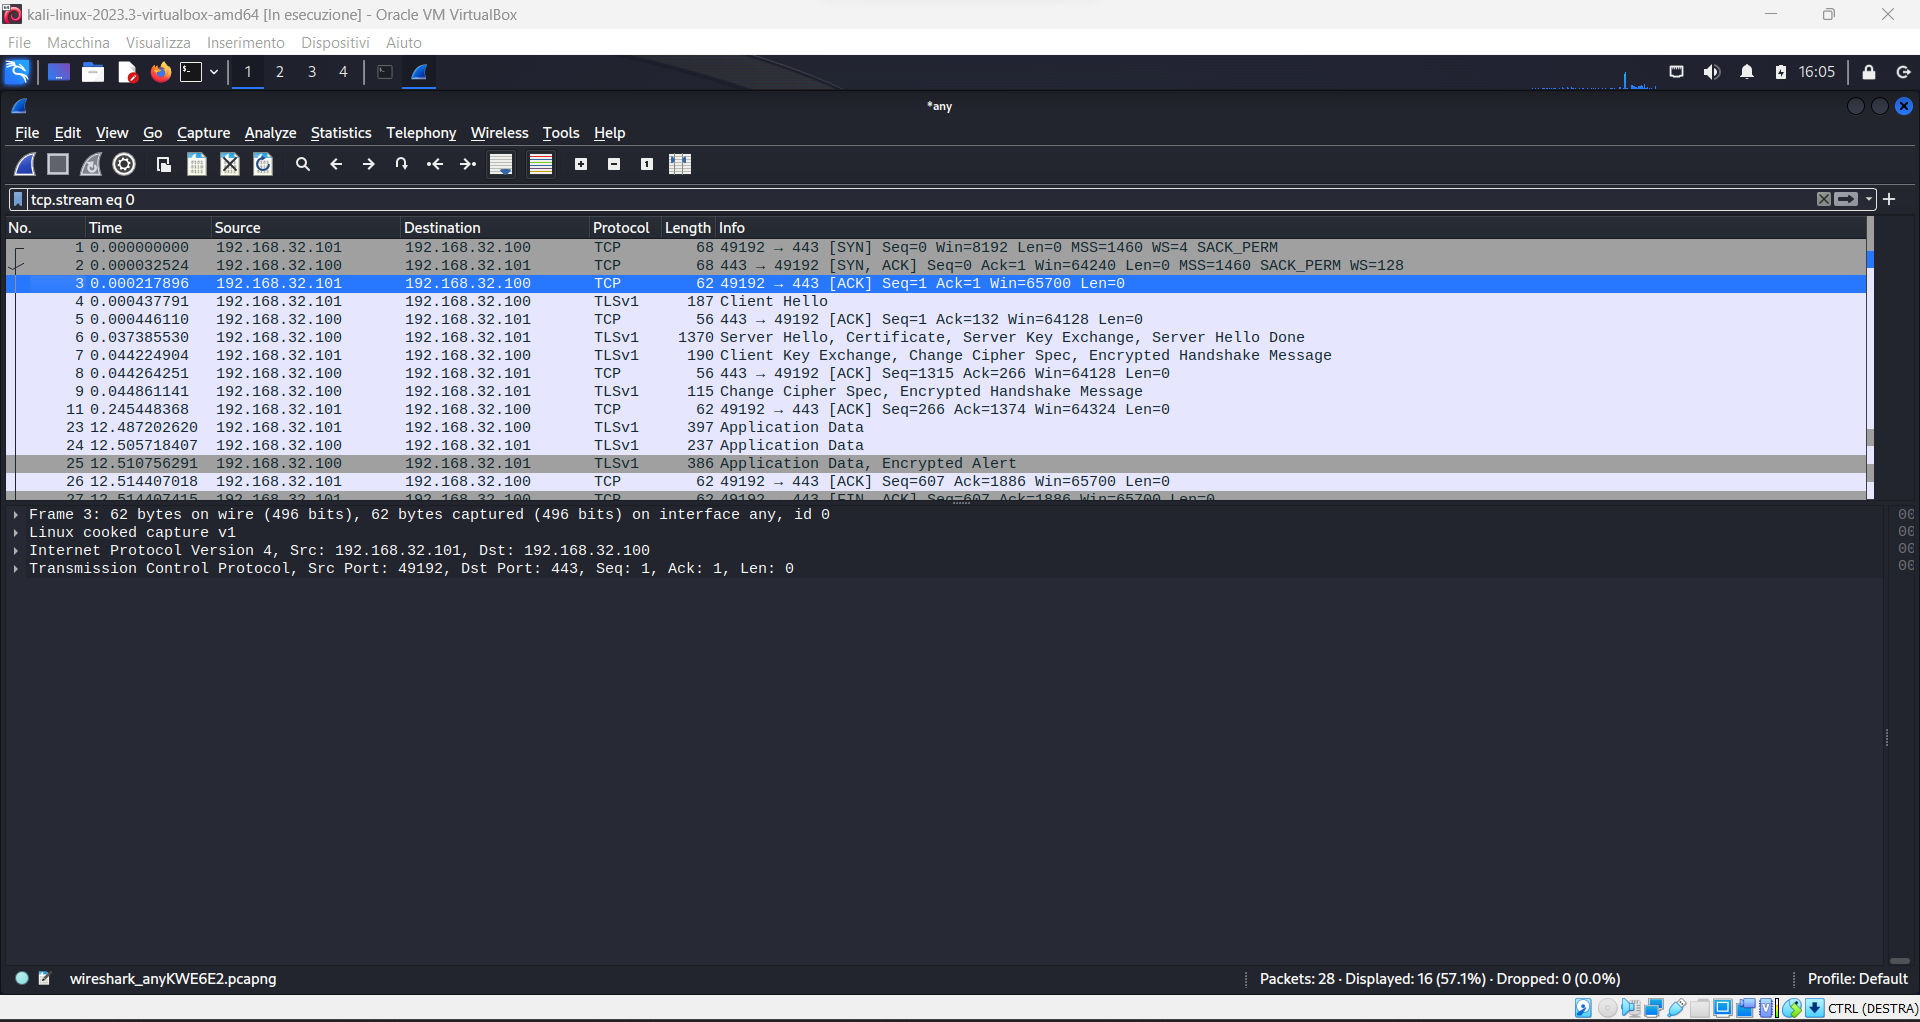 kali-linux-2023.3-virtualbox-amd64 [In esecuzione] - Oracle VM VirtualBox
File Macchina Visualizza Inserimento Dispositivi Aiuto
1 2 3 4 16:05
*any
File Edit View Go Capture Analyze Statistics Telephony Wireless Tools Help
tcp.stream eq 0
No. Time Source Destination Protocol Length Info
1 0.000000000 192.168.32.101 192.168.32.100 TCP 68 49192 → 443 [SYN] Seq=0 Win=8192 Len=0 MSS=1460 WS=4 SACK_PERM
2 0.000032524 192.168.32.100 192.168.32.101 TCP 68 443 → 49192 [SYN, ACK] Seq=0 Ack=1 Win=64240 Len=0 MSS=1460 SACK_PERM WS=128
3 0.000217896 192.168.32.101 192.168.32.100 TCP 62 49192 → 443 [ACK] Seq=1 Ack=1 Win=65700 Len=0
4 0.000437791 192.168.32.101 192.168.32.100 TLSv1 187 Client Hello
5 0.000446110 192.168.32.100 192.168.32.101 TCP 56 443 → 49192 [ACK] Seq=1 Ack=132 Win=64128 Len=0
6 0.037385530 192.168.32.100 192.168.32.101 TLSv1 1370 Server Hello, Certificate, Server Key Exchange, Server Hello Done
7 0.044224904 192.168.32.101 192.168.32.100 TLSv1 190 Client Key Exchange, Change Cipher Spec, Encrypted Handshake Message
8 0.044264251 192.168.32.100 192.168.32.101 TCP 56 443 → 49192 [ACK] Seq=1315 Ack=266 Win=64128 Len=0
9 0.044861141 192.168.32.100 192.168.32.101 TLSv1 115 Change Cipher Spec, Encrypted Handshake Message
11 0.245448368 192.168.32.101 192.168.32.100 TCP 62 49192 → 443 [ACK] Seq=266 Ack=1374 Win=64324 Len=0
23 12.487202620 192.168.32.101 192.168.32.100 TLSv1 397 Application Data
24 12.505718407 192.168.32.100 192.168.32.101 TLSv1 237 Application Data
25 12.510756291 192.168.32.100 192.168.32.101 TLSv1 386 Application Data, Encrypted Alert
26 12.514407018 192.168.32.101 192.168.32.100 TCP 62 49192 → 443 [ACK] Seq=607 Ack=1886 Win=65700 Len=0
27 12.514407415 192.168.32.101 192.168.32.100 TCP 62 49192 → 443 [FIN, ACK] Seq=607 Ack=1886 Win=65700 Len=0
Frame 3: 62 bytes on wire (496 bits), 62 bytes captured (496 bits) on interface any, id 0
Linux cooked capture v1
Internet Protocol Version 4, Src: 192.168.32.101, Dst: 192.168.32.100
Transmission Control Protocol, Src Port: 49192, Dst Port: 443, Seq: 1, Ack: 1, Len: 0
00
00
00
00
wireshark_anyKWE6E2.pcapng Packets: 28 · Displayed: 16 (57.1%) · Dropped: 0 (0.0%) Profile: Default
CTRL (DESTRA)